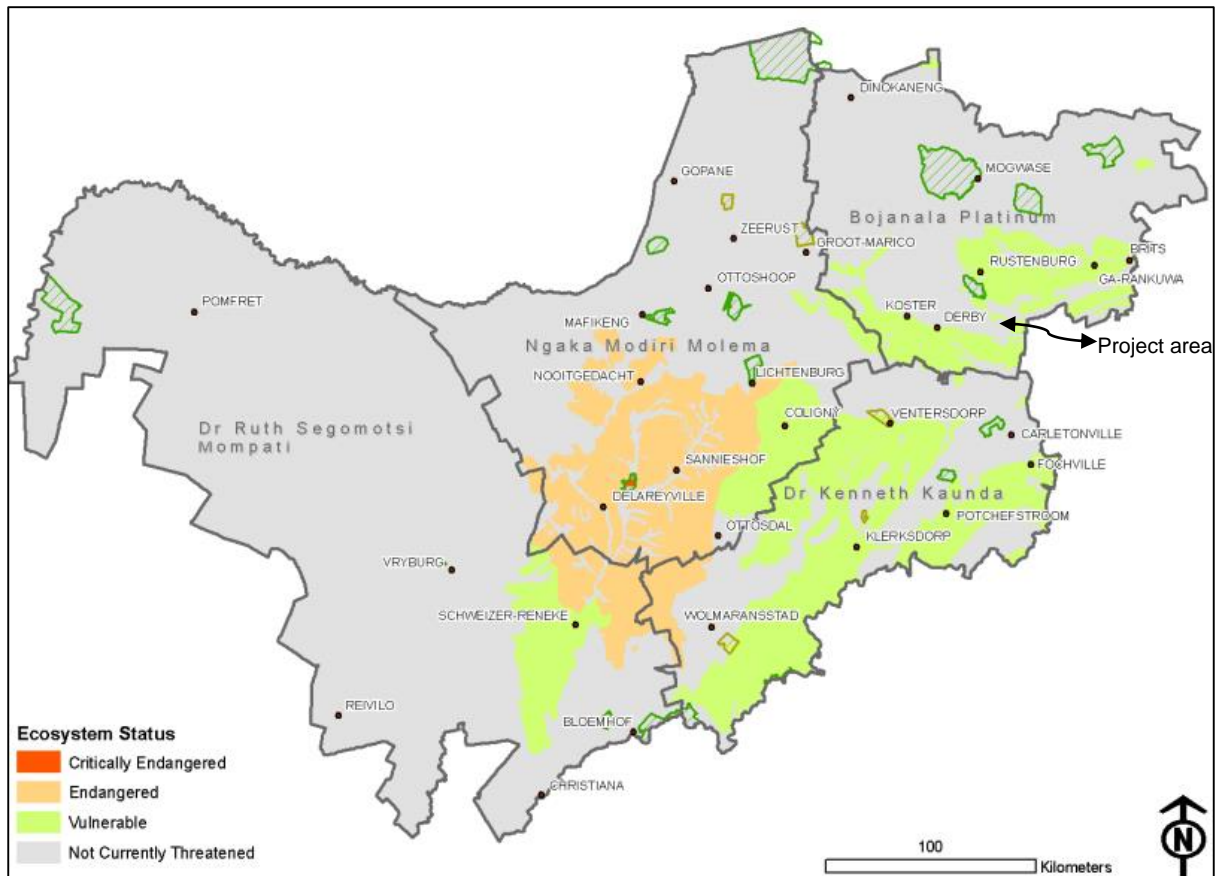 DINOKANENG
GOPANE
MOGWASE
Bojanala Platinum
ZEERUST
GROOT-MARICO
BRITS
RUSTENBURG
GA-RANKUWA
OTTOSHOOP
POMFRET
KOSTER
DERBY
MAFIKENG
Project area
Ngaka Modiri Molema
NOOITGEDACHT
LICHTENBURG
COLIGNY
VENTERSDORP
Dr Ruth Segomotsi
Mompati
CARLETONVILLE
SANNIESHOF
FOCHVILLE
Dr Kenneth Kaunda
DELAREYVILLE
POTCHEFSTROOM
OTTOSDAL
KLERKSDORP
VRYBURG
SCHWEIZER-RENEKE
WOLMARANSSTAD
REIVILO
BLOEMHOF
CHRISTIANA
Ecosystem Status
Critically Endangered
Endangered
Vulnerable
Not Currently Threatened
100
Kilometers
N